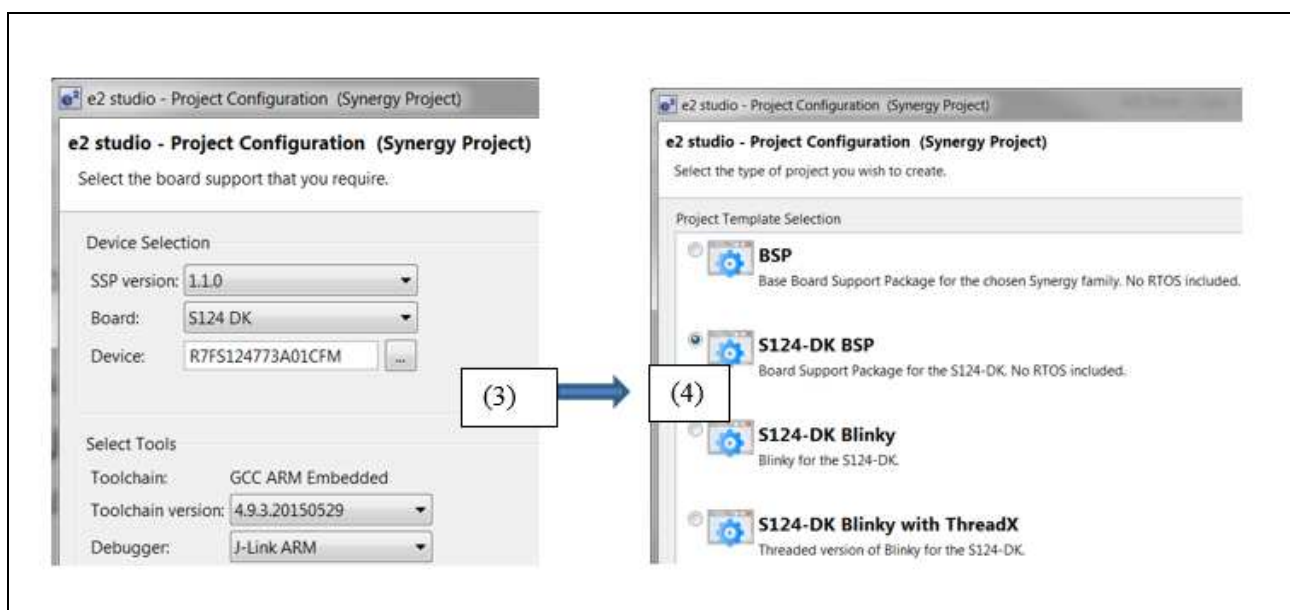 e2 studio - Project Configuration (Synergy Project)
e2 studio - Project Configuration (Synergy Project)
Select the board support that you require.
Device Selection
SSP version: 1.1.0
Board: S124 DK
Device: R7FS124773A01CFM ...
Select Tools
Toolchain: GCC ARM Embedded
Toolchain version: 4.9.3.20150529
Debugger: J-Link ARM
(3)
(4)
e2 studio - Project Configuration (Synergy Project)
e2 studio - Project Configuration (Synergy Project)
Select the type of project you wish to create.
Project Template Selection
BSP
Base Board Support Package for the chosen Synergy family. No RTOS included.
S124-DK BSP
Board Support Package for the S124-DK. No RTOS included.
S124-DK Blinky
Blinky for the S124-DK.
S124-DK Blinky with ThreadX
Threaded version of Blinky for the S124-DK.